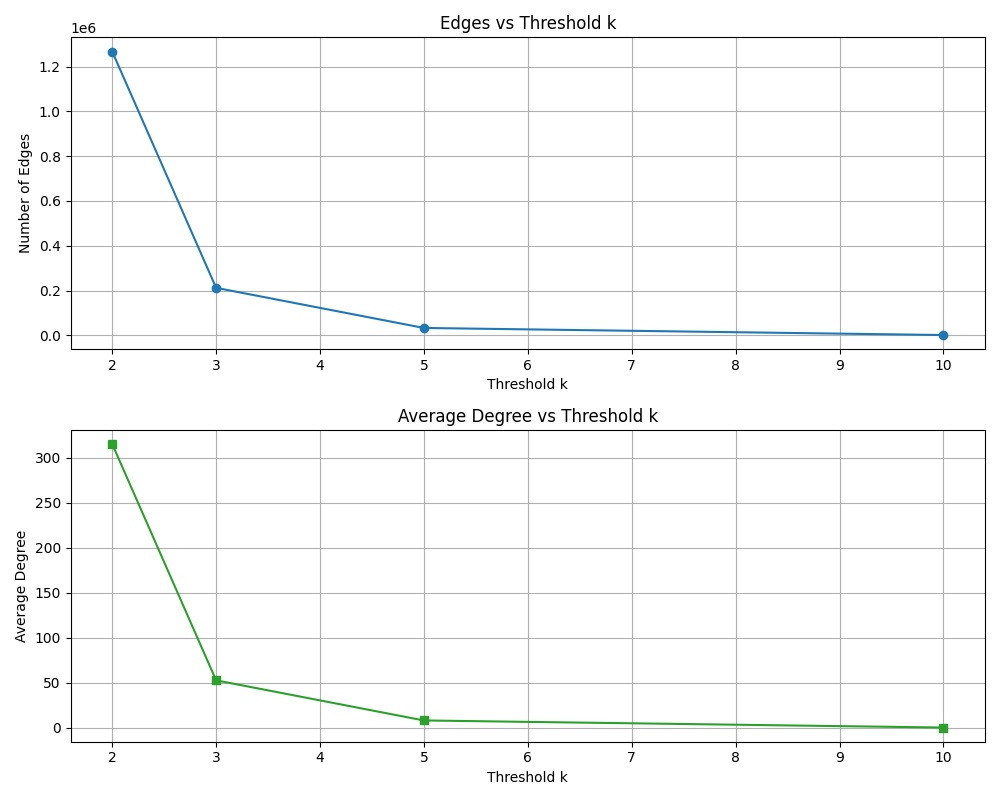 Edges vs Threshold k
1e6
1.2
1.0
0.8
0.6
0.4
0.2
0.0
Number of Edges
2 3 4 5 6 7 8 9 10
Threshold k
Average Degree vs Threshold k
300
250
200
150
100
50
0
Average Degree
2 3 4 5 6 7 8 9 10
Threshold k